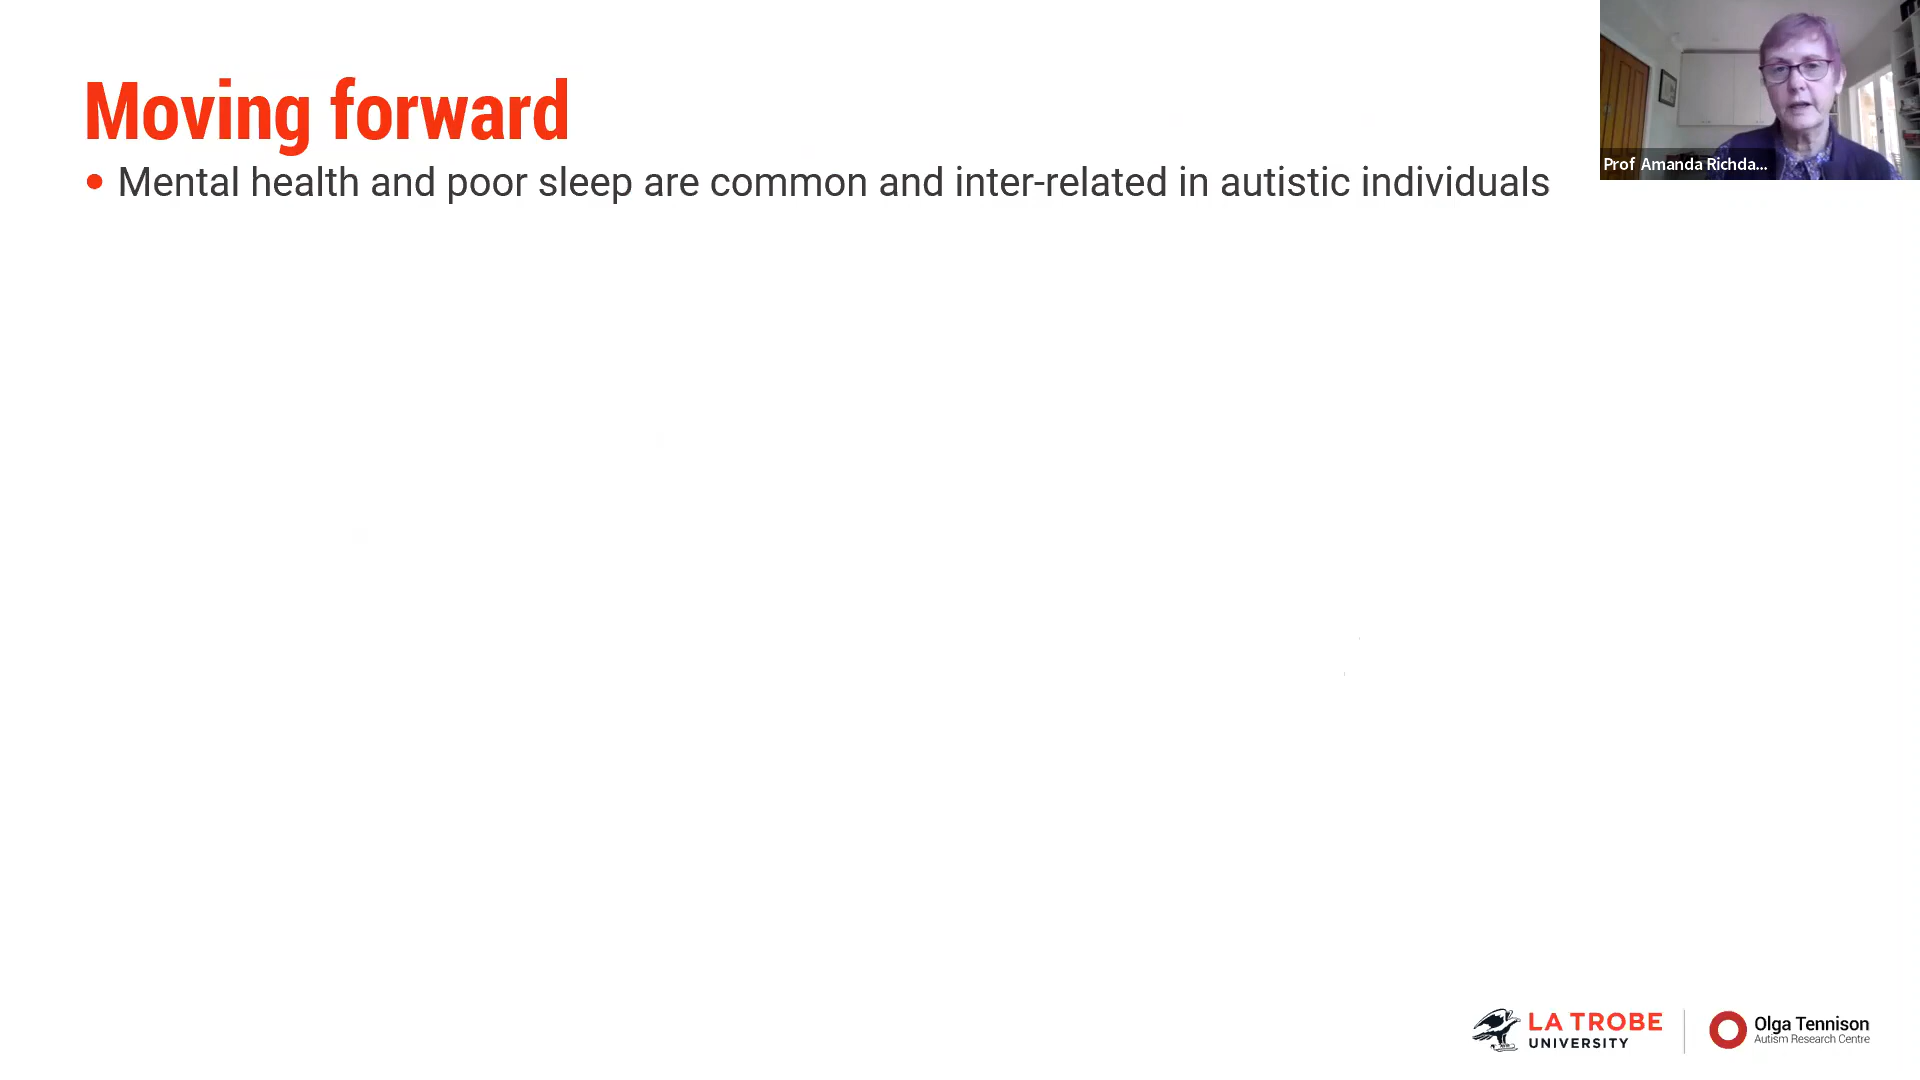 Moving forward
• Mental health and poor sleep are common and inter-related in autistic individuals
Prof Amanda Richda...
LA TROBE
UNIVERSITY
Olga Tennison
Autism Research Centre